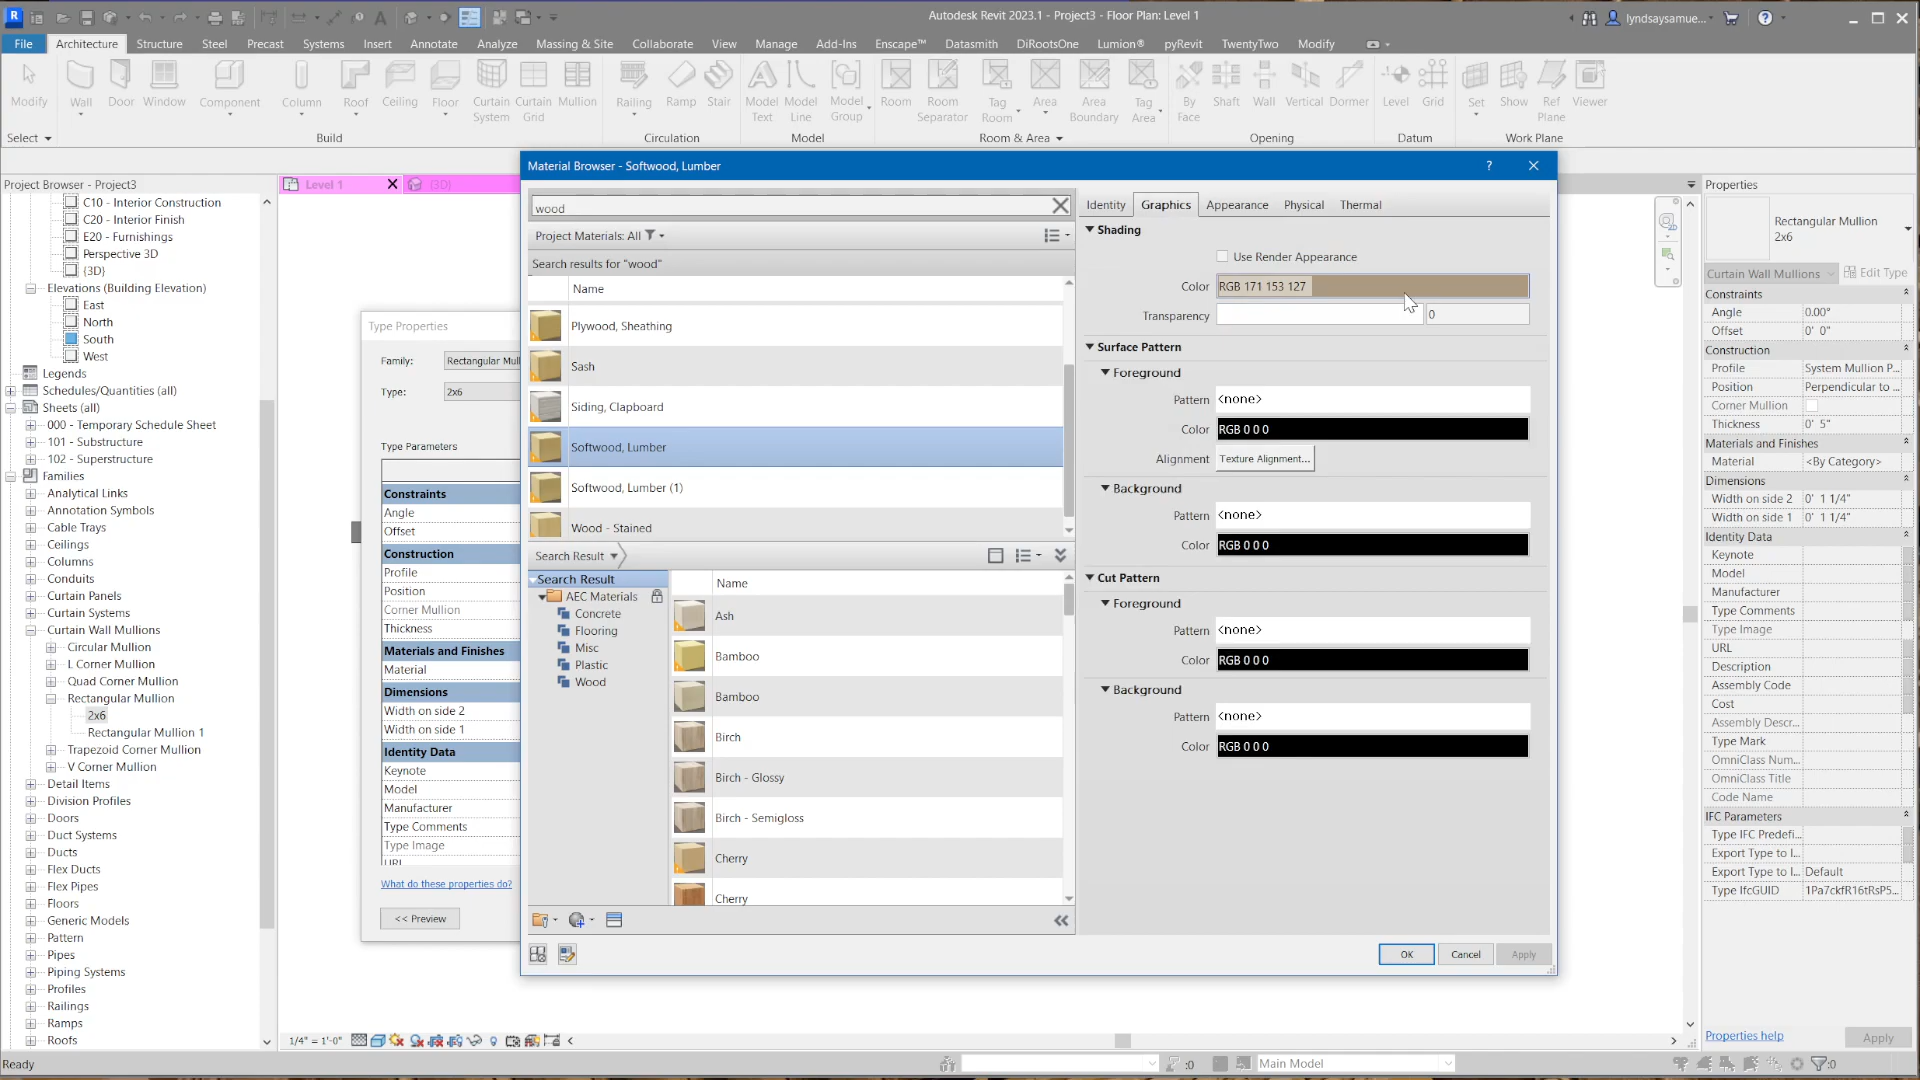 Autodesk Revit 2023.1 - Project3 - Floor Plan: Level 1
lyndsaysamue...
File Architecture Structure Steel Precast Systems Insert Annotate Analyze Massing & Site Collaborate View Manage Add-Ins Enscape™ Datasmith DiRootsOne Lumion® pyRevit TwentyTwo Modify
Modify Wall Door Window Component Column Roof Ceiling Floor Curtain System Curtain Grid Mullion Railing Ramp Stair Model Text Model Line Model Group Room Room Separator Tag Room Area Area Boundary Tag Area By Face Shaft Wall Vertical Dormer Level Grid Set Show Ref Plane Viewer
Select Build Circulation Model Room & Area Opening Datum Work Plane
Project Browser - Project3
C10 - Interior Construction
C20 - Interior Finish
E20 - Furnishings
Perspective 3D
{3D}
Elevations (Building Elevation)
East
North
South
West
Legends
Schedules/Quantities (all)
Sheets (all)
000 - Temporary Schedule Sheet
101 - Substructure
102 - Superstructure
Families
Analytical Links
Annotation Symbols
Cable Trays
Ceilings
Columns
Conduits
Curtain Panels
Curtain Systems
Curtain Wall Mullions
Circular Mullion
L Corner Mullion
Quad Corner Mullion
Rectangular Mullion
2x6
Rectangular Mullion 1
Trapezoid Corner Mullion
V Corner Mullion
Detail Items
Division Profiles
Doors
Duct Systems
Ducts
Flex Ducts
Flex Pipes
Floors
Generic Models
Pattern
Pipes
Piping Systems
Profiles
Railings
Ramps
Roofs
Level 1
{3D}
Type Properties
Family: Rectangular Mull
Type: 2x6
Type Parameters
Constraints
Angle
Offset
Construction
Profile
Position
Corner Mullion
Thickness
Materials and Finishes
Material
Dimensions
Width on side 2
Width on side 1
Identity Data
Keynote
Model
Manufacturer
Type Comments
Type Image
URL
What do these properties do?
<< Preview
Material Browser - Softwood, Lumber
wood
Project Materials: All
Search results for "wood"
Name
Plywood, Sheathing
Sash
Siding, Clapboard
Softwood, Lumber
Softwood, Lumber (1)
Wood - Stained
Search Result
Search Result
AEC Materials
Concrete
Flooring
Misc
Plastic
Wood
Name
Ash
Bamboo
Bamboo
Birch
Birch - Glossy
Birch - Semigloss
Cherry
Cherry
Identity Graphics Appearance Physical Thermal
Shading
Use Render Appearance
Color RGB 171 153 127
Transparency 0
Surface Pattern
Foreground
Pattern <none>
Color RGB 0 0 0
Alignment Texture Alignment...
Background
Pattern <none>
Color RGB 0 0 0
Cut Pattern
Foreground
Pattern <none>
Color RGB 0 0 0
Background
Pattern <none>
Color RGB 0 0 0
OK Cancel Apply
Properties
Rectangular Mullion
2x6
Curtain Wall Mullions Edit Type
Constraints
Angle 0.00°
Offset 0' 0"
Construction
Profile System Mullion P...
Position Perpendicular to ...
Corner Mullion
Thickness 0' 5"
Materials and Finishes
Material <By Category>
Dimensions
Width on side 2 0' 1 1/4"
Width on side 1 0' 1 1/4"
Identity Data
Keynote
Model
Manufacturer
Type Comments
Type Image
URL
Description
Assembly Code
Cost
Assembly Descr...
Type Mark
OmniClass Num...
OmniClass Title
Code Name
IFC Parameters
Type IFC Predefi...
Export Type to I...
Export Type to I... Default
Type IfcGUID 1Pa7ckfR16tRsP5...
Properties help Apply
1/4" = 1'-0"
Ready
:0
Main Model
:0